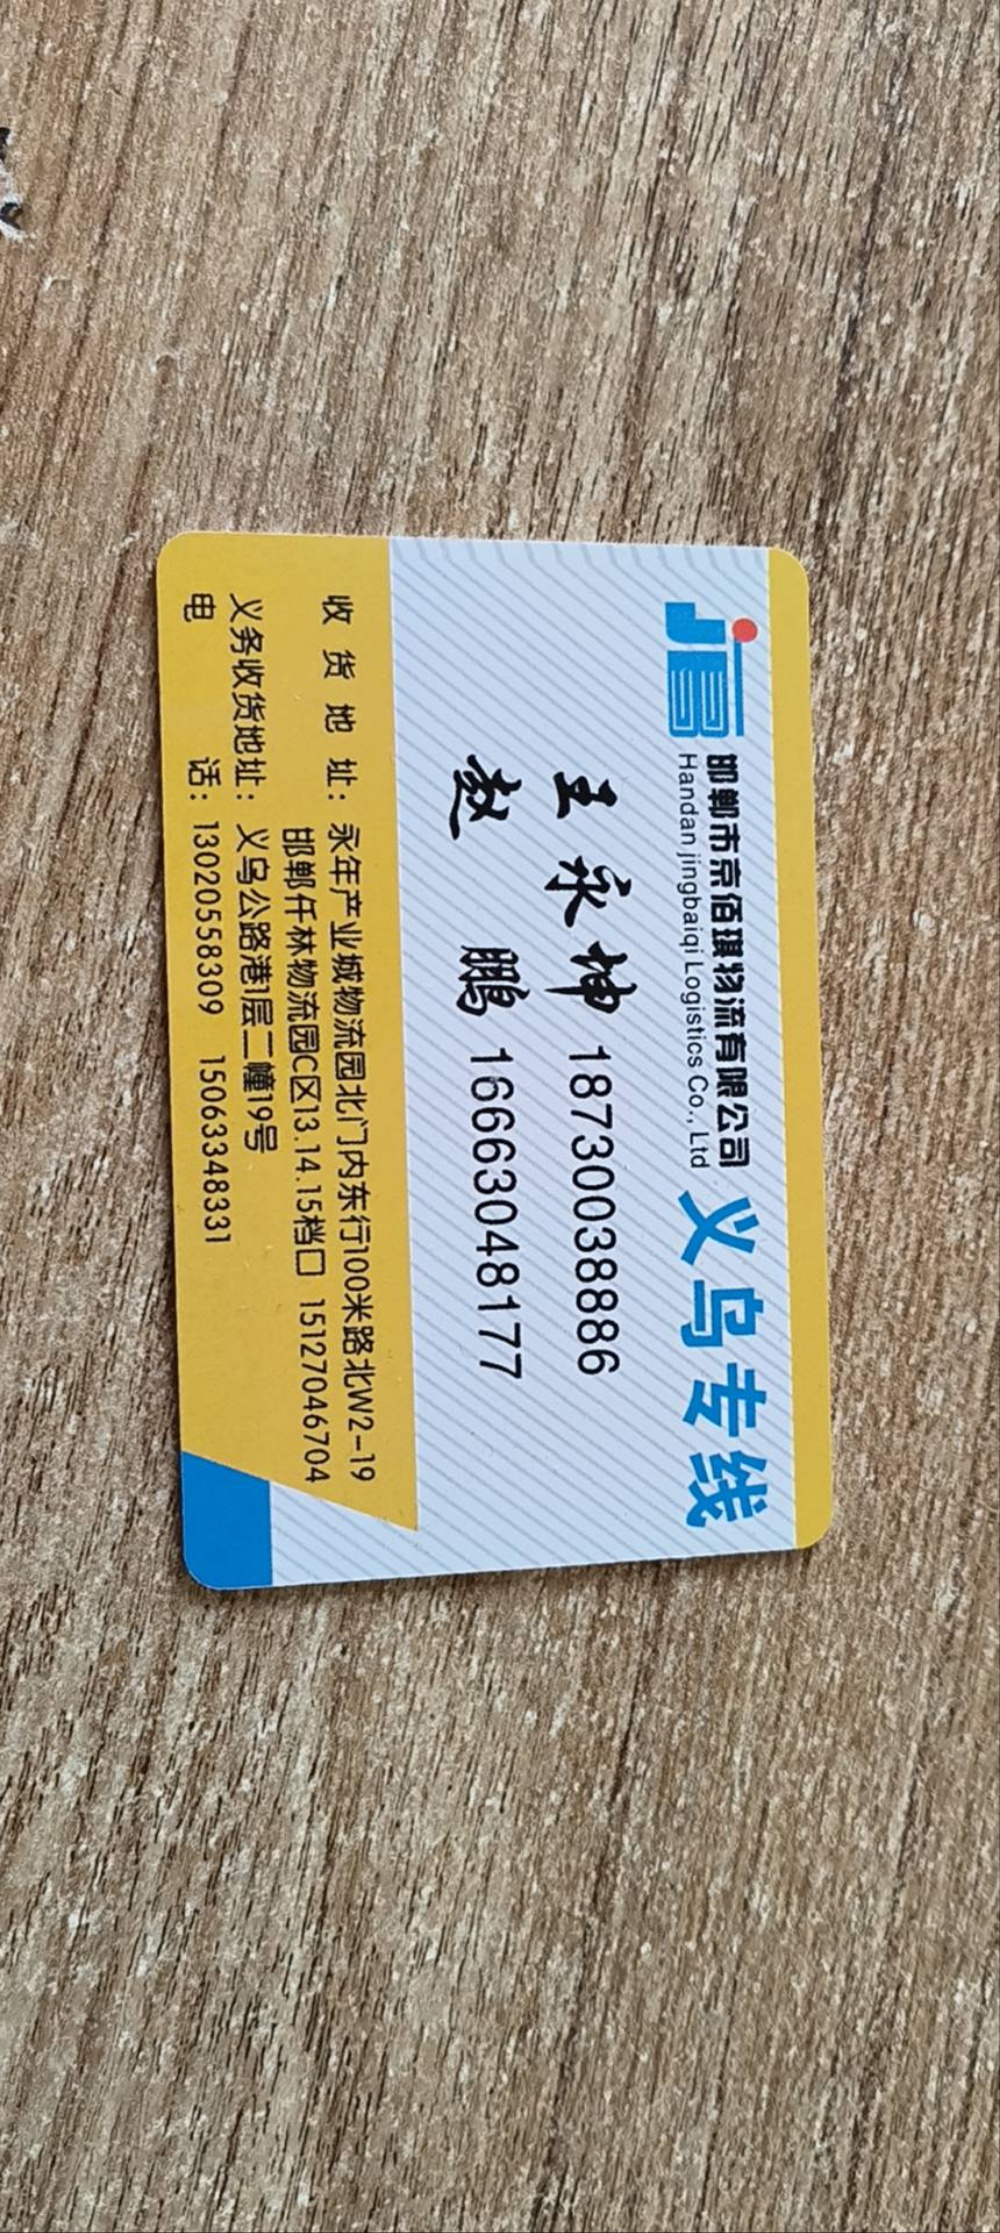 邯郸市京佰琪物流有限公司 义乌专线
Handan jingbaiqi Logistics Co., Ltd
王永坤 18730038886
赵 鹏 16663048177
收货地址：永年产业城物流园北门内东行100米路北W2-19
邯郸仟林物流园C区13.14.15档口 15127046704
义务收货地址：义乌公路港1层二幢19号
电 话：13020558309 15063348331